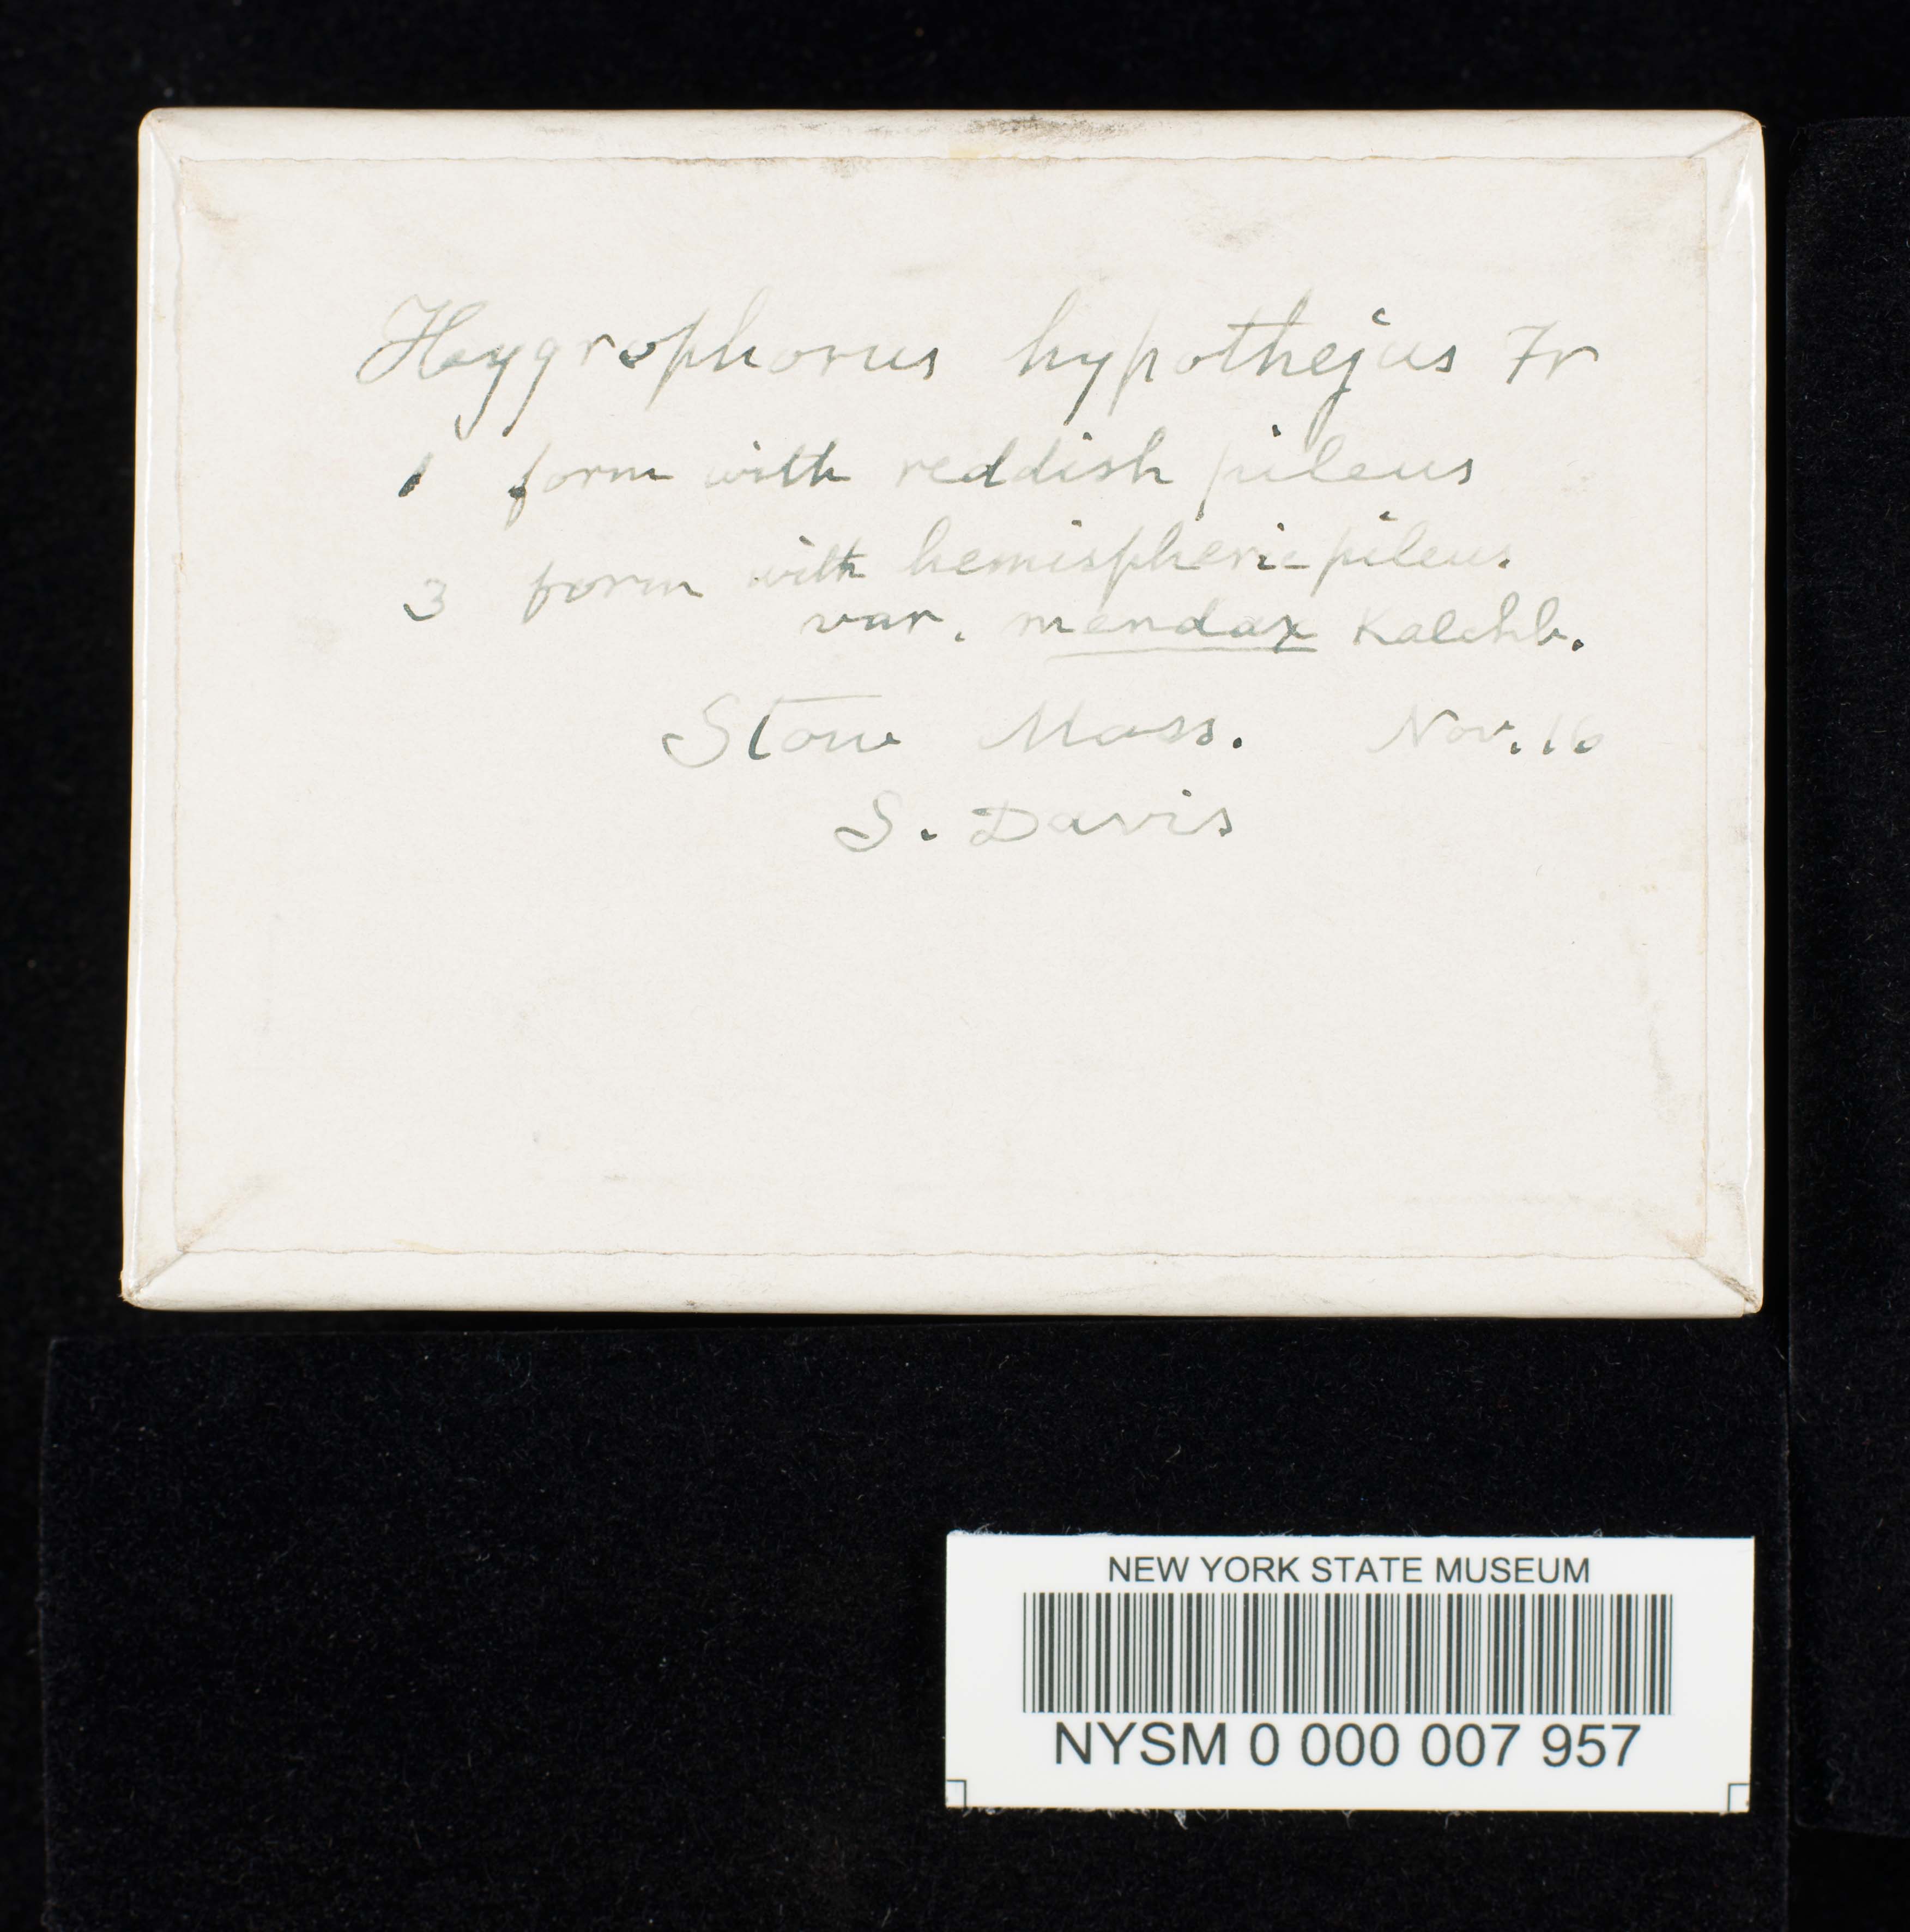 Hygrophorus hypothejus Fr
1 form with reddish pileus
3 form with hemispheric pileus
var. mendax Kalchb.
Stow Mass. Nov. 16
S. Davis
NEW YORK STATE MUSEUM
NYSM 0 000 007 957